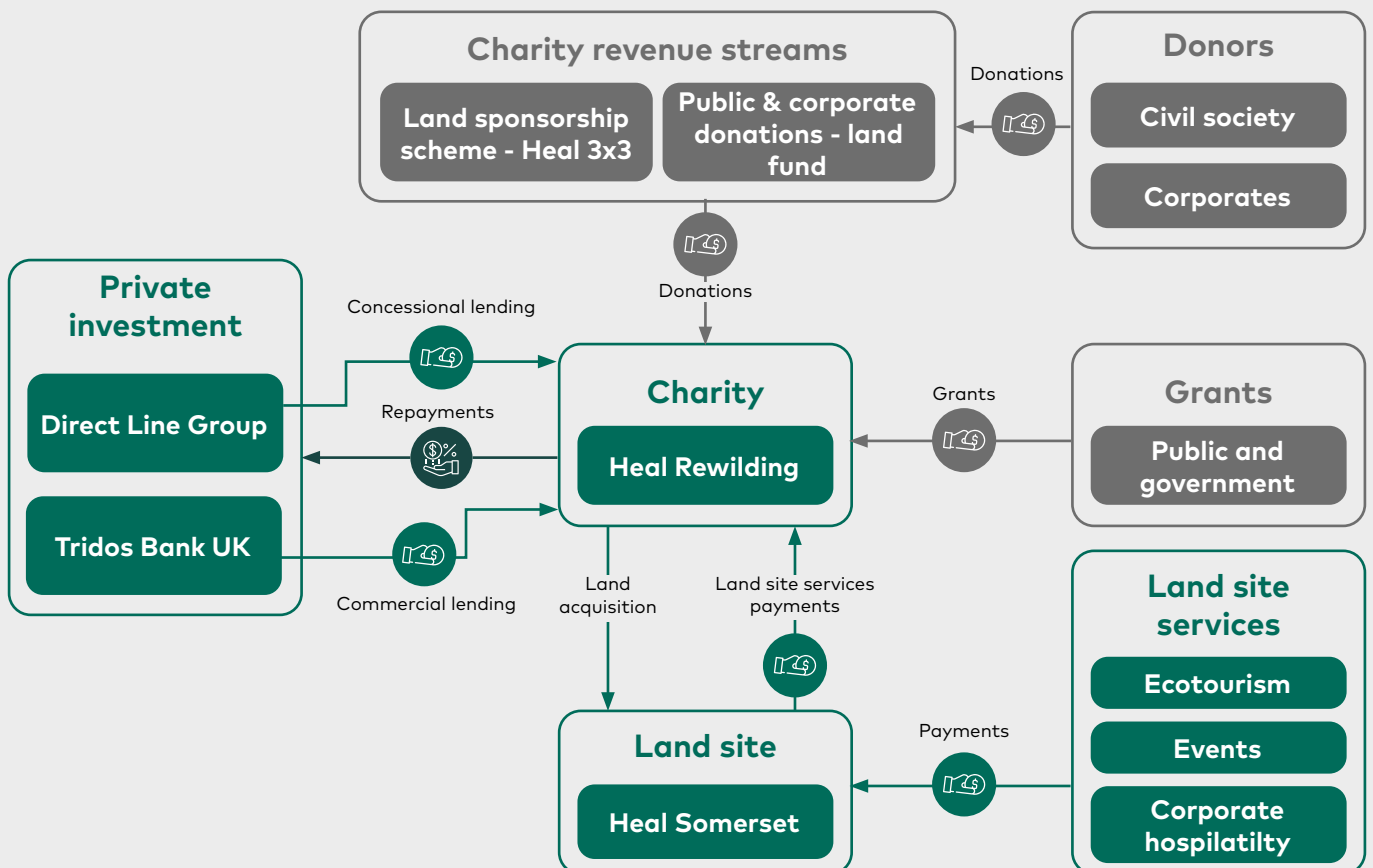 Charity revenue streams
Land sponsorship
scheme - Heal 3x3
Public & corporate
donations - land
fund
Donations
Donors
Civil society
Corporates
Donations
Private
investment
Direct Line Group
Tridos Bank UK
Concessional lending
Repayments
Commercial lending
Charity
Heal Rewilding
Grants
Grants
Public and
government
Land
acquisition
Land site services
payments
Land site
Heal Somerset
Payments
Land site
services
Ecotourism
Events
Corporate
hospilatilty